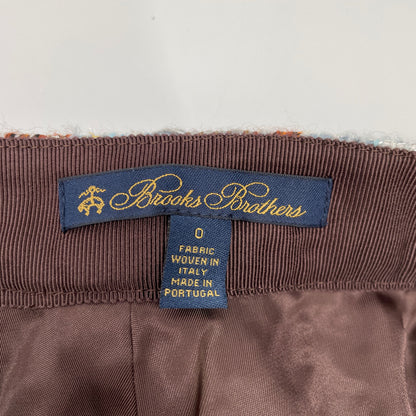 Brooks Brothers
0
FABRIC
WOVEN IN
ITALY
MADE IN
PORTUGAL